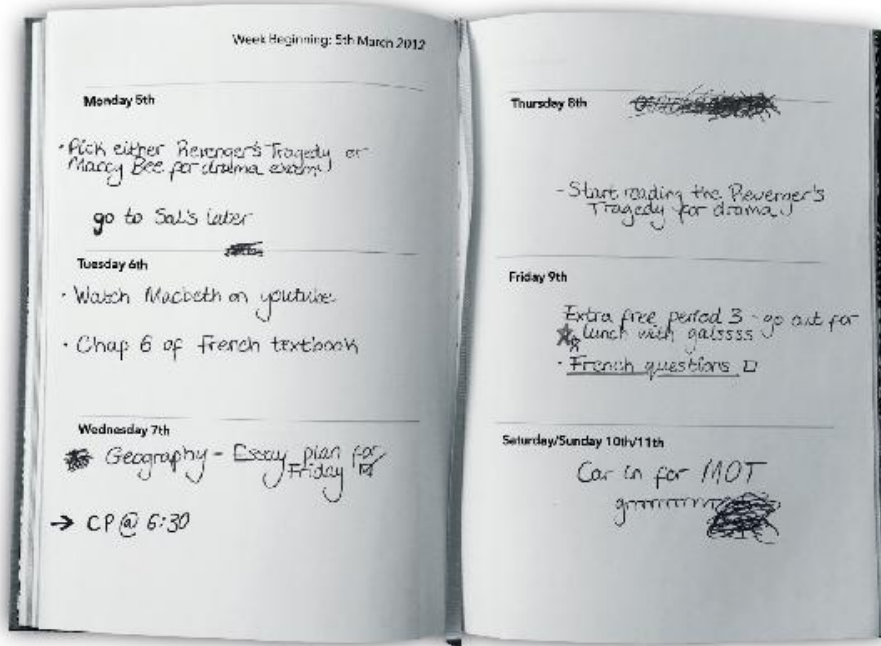 Week Beginning: 5th March 2012
Monday 5th
· Pick either Revenger's Tragedy or
Marcy Bee for drama exam!
go to Sal's later
Tuesday 6th
· Watch Macbeth on youtube
· Chap 6 of French textbook
Wednesday 7th
Geography - Essay plan for
Friday ☑
→ CP @ 6:30
Thursday 8th
- Start reading the Revenger's
Tragedy for drama!
Friday 9th
Extra free period 3 - go out for
lunch with galssss
· French questions □
Saturday/Sunday 10th/11th
Car in for MOT
grrrrrrrrr